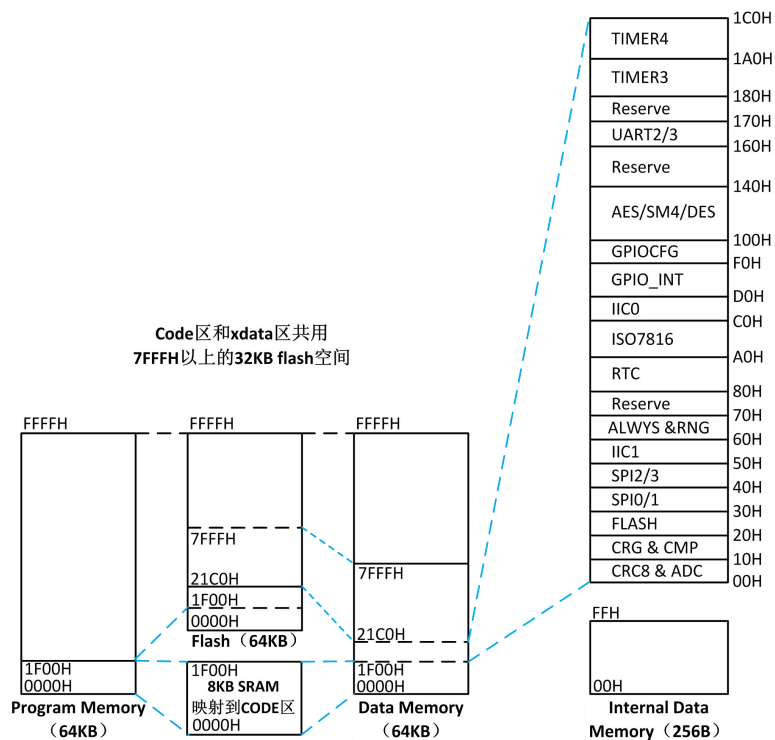 1C0H
TIMER4
1A0H
TIMER3
180H
Reserve
170H
UART2/3
160H
Reserve
140H
AES/SM4/DES
100H
GPIOCFG
F0H
GPIO_INT
D0H
IIC0
C0H
ISO7816
A0H
RTC
80H
Reserve
70H
ALWYS &RNG
60H
IIC1
50H
SPI2/3
40H
SPI0/1
30H
FLASH
20H
CRG & CMP
10H
CRC8 & ADC
00H
Code区和xdata区共用
7FFFH以上的32KB flash空间
FFFFH
1F00H
0000H
Program Memory
（64KB）
FFFFH
7FFFH
21C0H
1F00H
0000H
Flash（64KB）
1F00H
8KB SRAM
映射到CODE区
0000H
FFFFH
7FFFH
21C0H
1F00H
0000H
Data Memory
（64KB）
FFH
00H
Internal Data
Memory（256B）